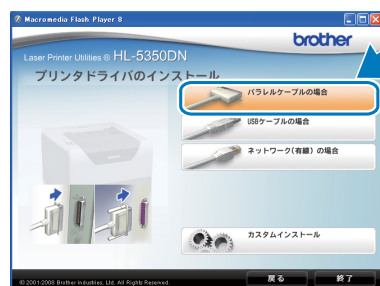 Macromedia Flash Player 8
brother
Laser Printer Utilities ® HL-5350DN
プリンタドライバのインストール
パラレルケーブルの場合
USBケーブルの場合
ネットワーク(有線)の場合
カスタムインストール
© 2001-2008 Brother Industries, Ltd. All Rights Reserved.
戻る
終了